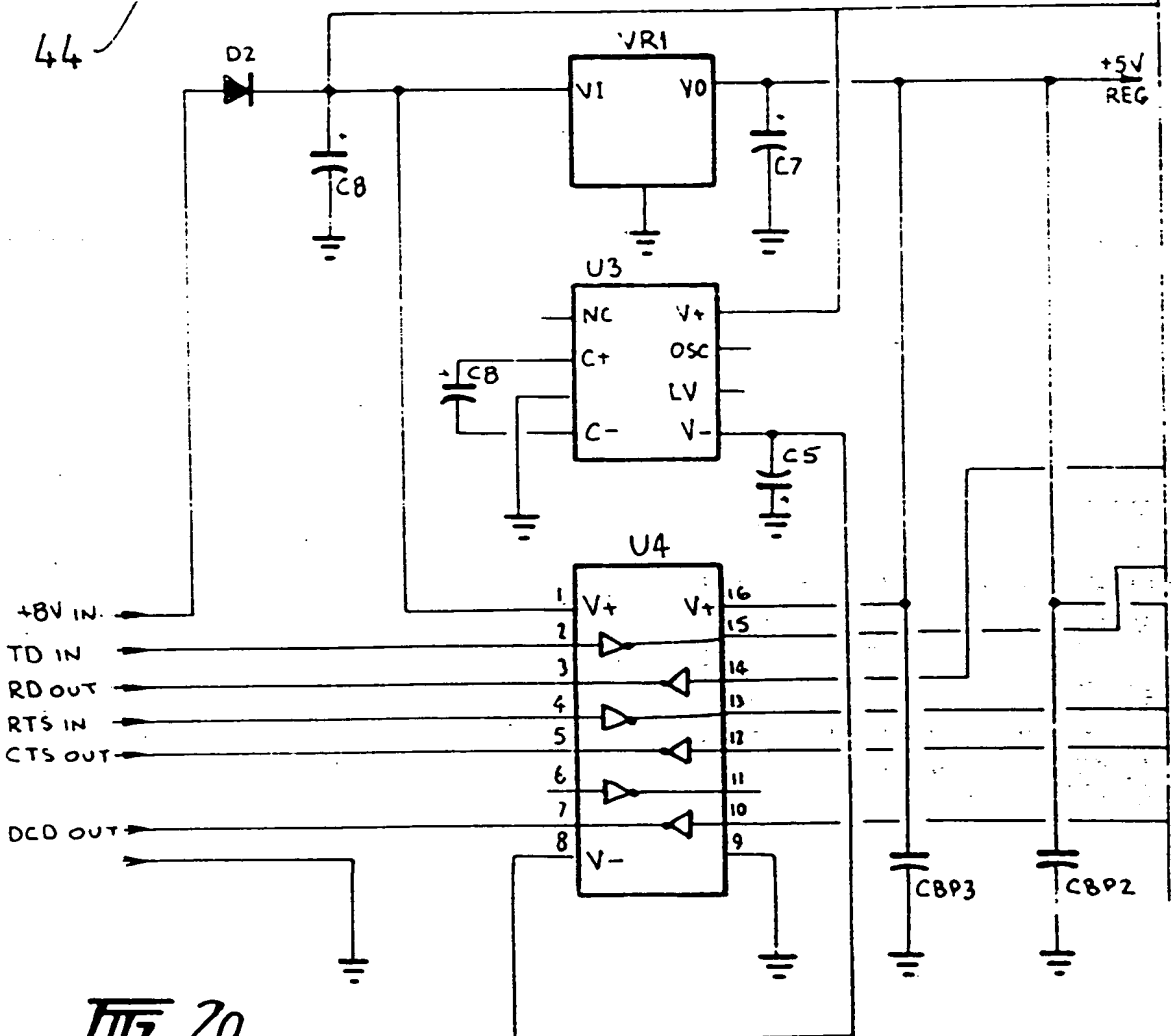 44
D2
VR1
VI VO
+5V
REG
C8
C7
U3
NC V+
C+ OSC
C8
LV
C- V-
C5
U4
+8V IN
1 V+ V+ 16
TD IN 2 15
RD OUT 3 14
RTS IN 4 13
CTS OUT 5 12
6 11
DCD OUT 7 10
8 V- 9
CBP3 CBP2
FIG 20